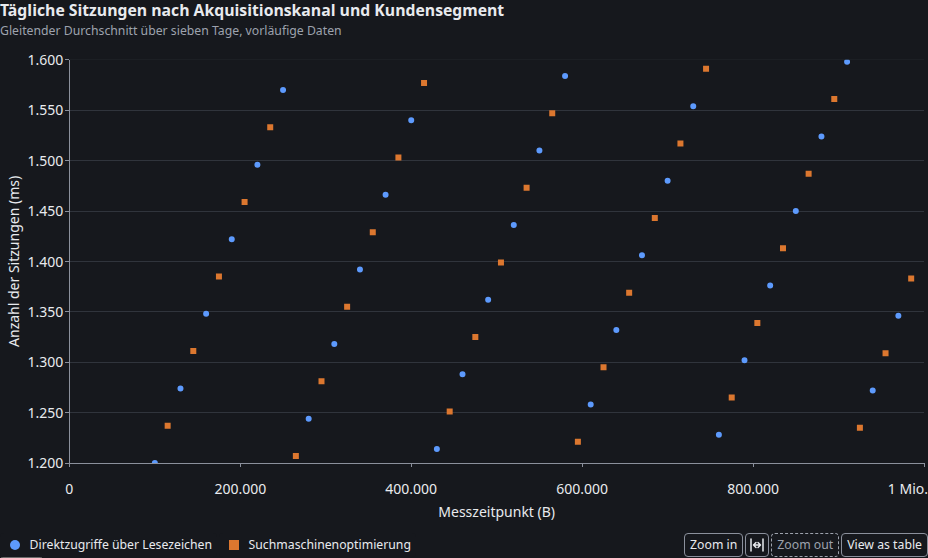 Tägliche Sitzungen nach Akquisitionskanal und Kundensegment
Gleitender Durchschnitt über sieben Tage, vorläufige Daten
Anzahl der Sitzungen (ms)
1.600
1.550
1.500
1.450
1.400
1.350
1.300
1.250
1.200
0 200.000 400.000 600.000 800.000 1 Mio.
Messzeitpunkt (B)
Direktzugriffe über Lesezeichen Suchmaschinenoptimierung
Zoom in Zoom out View as table